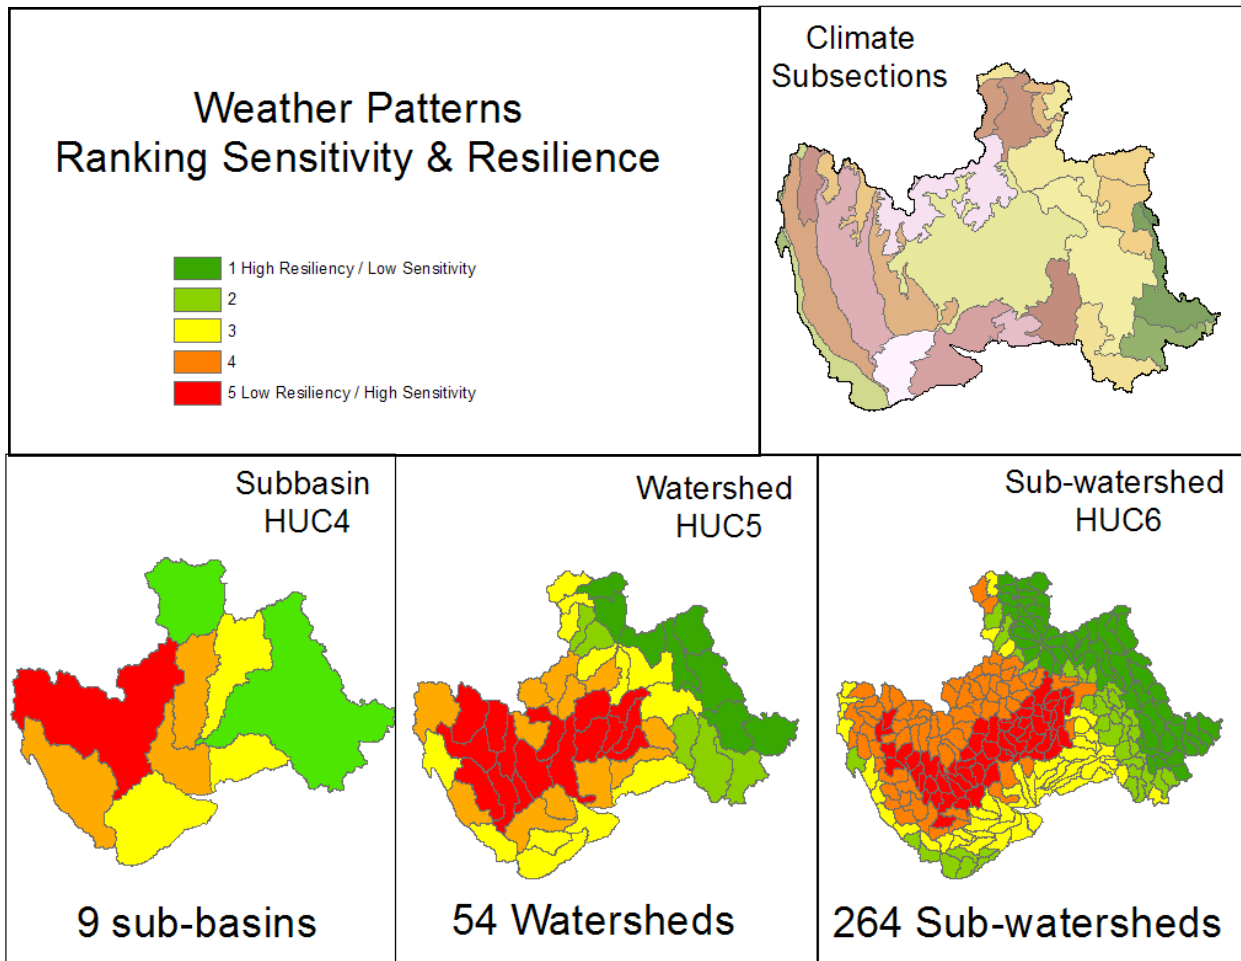 Weather Patterns
Ranking Sensitivity & Resilience
1 High Resiliency / Low Sensitivity
2
3
4
5 Low Resiliency / High Sensitivity
Climate
Subsections
Subbasin
HUC4
9 sub-basins
Watershed
HUC5
54 Watersheds
Sub-watershed
HUC6
264 Sub-watersheds